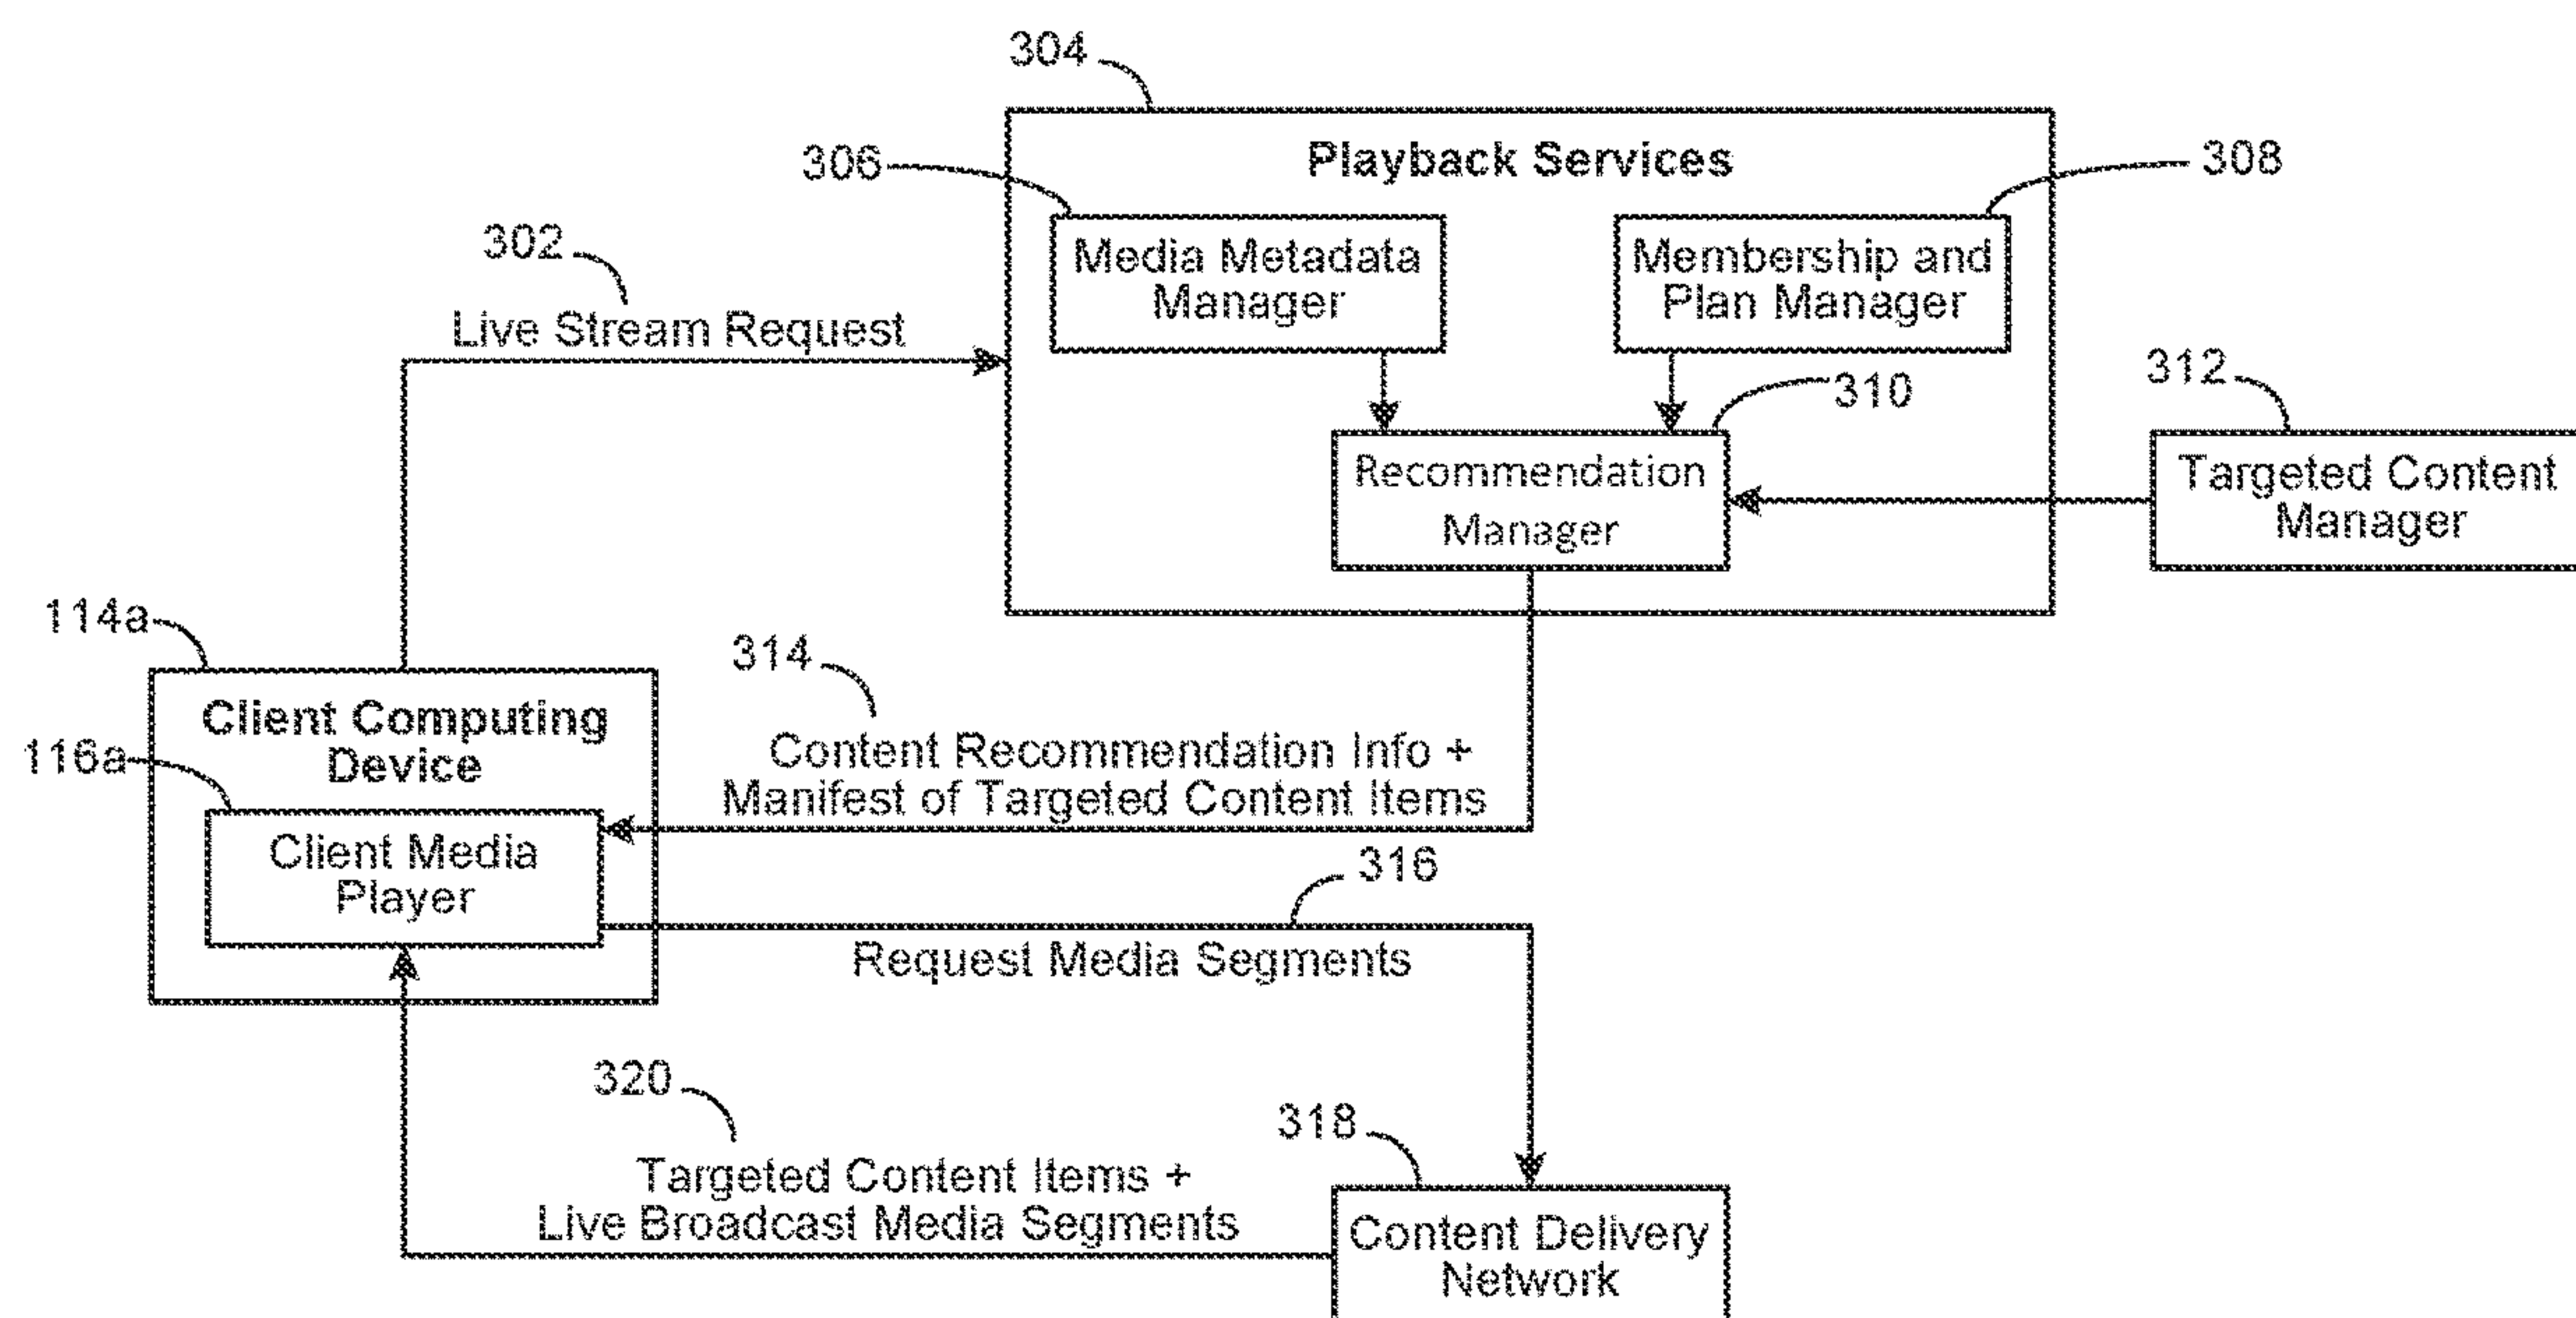 304
Playback Services
306
308
Media Metadata
Manager
Membership and
Plan Manager
302
Live Stream Request
310
312
Recommendation
Manager
Targeted Content
Manager
114a
Client Computing
Device
116a
Client Media
Player
314
Content Recommendation Info +
Manifest of Targeted Content Items
316
Request Media Segments
320
Targeted Content Items +
Live Broadcast Media Segments
318
Content Delivery
Network